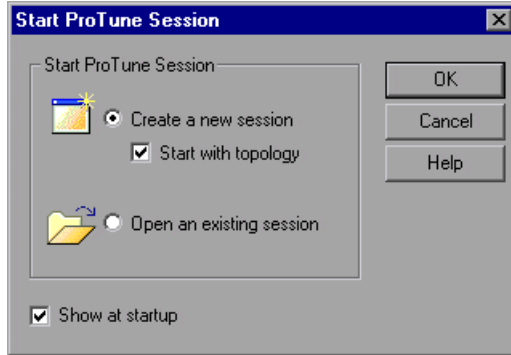 Start ProTune Session
Start ProTune Session
Create a new session
Start with topology
Open an existing session
Show at startup
OK
Cancel
Help